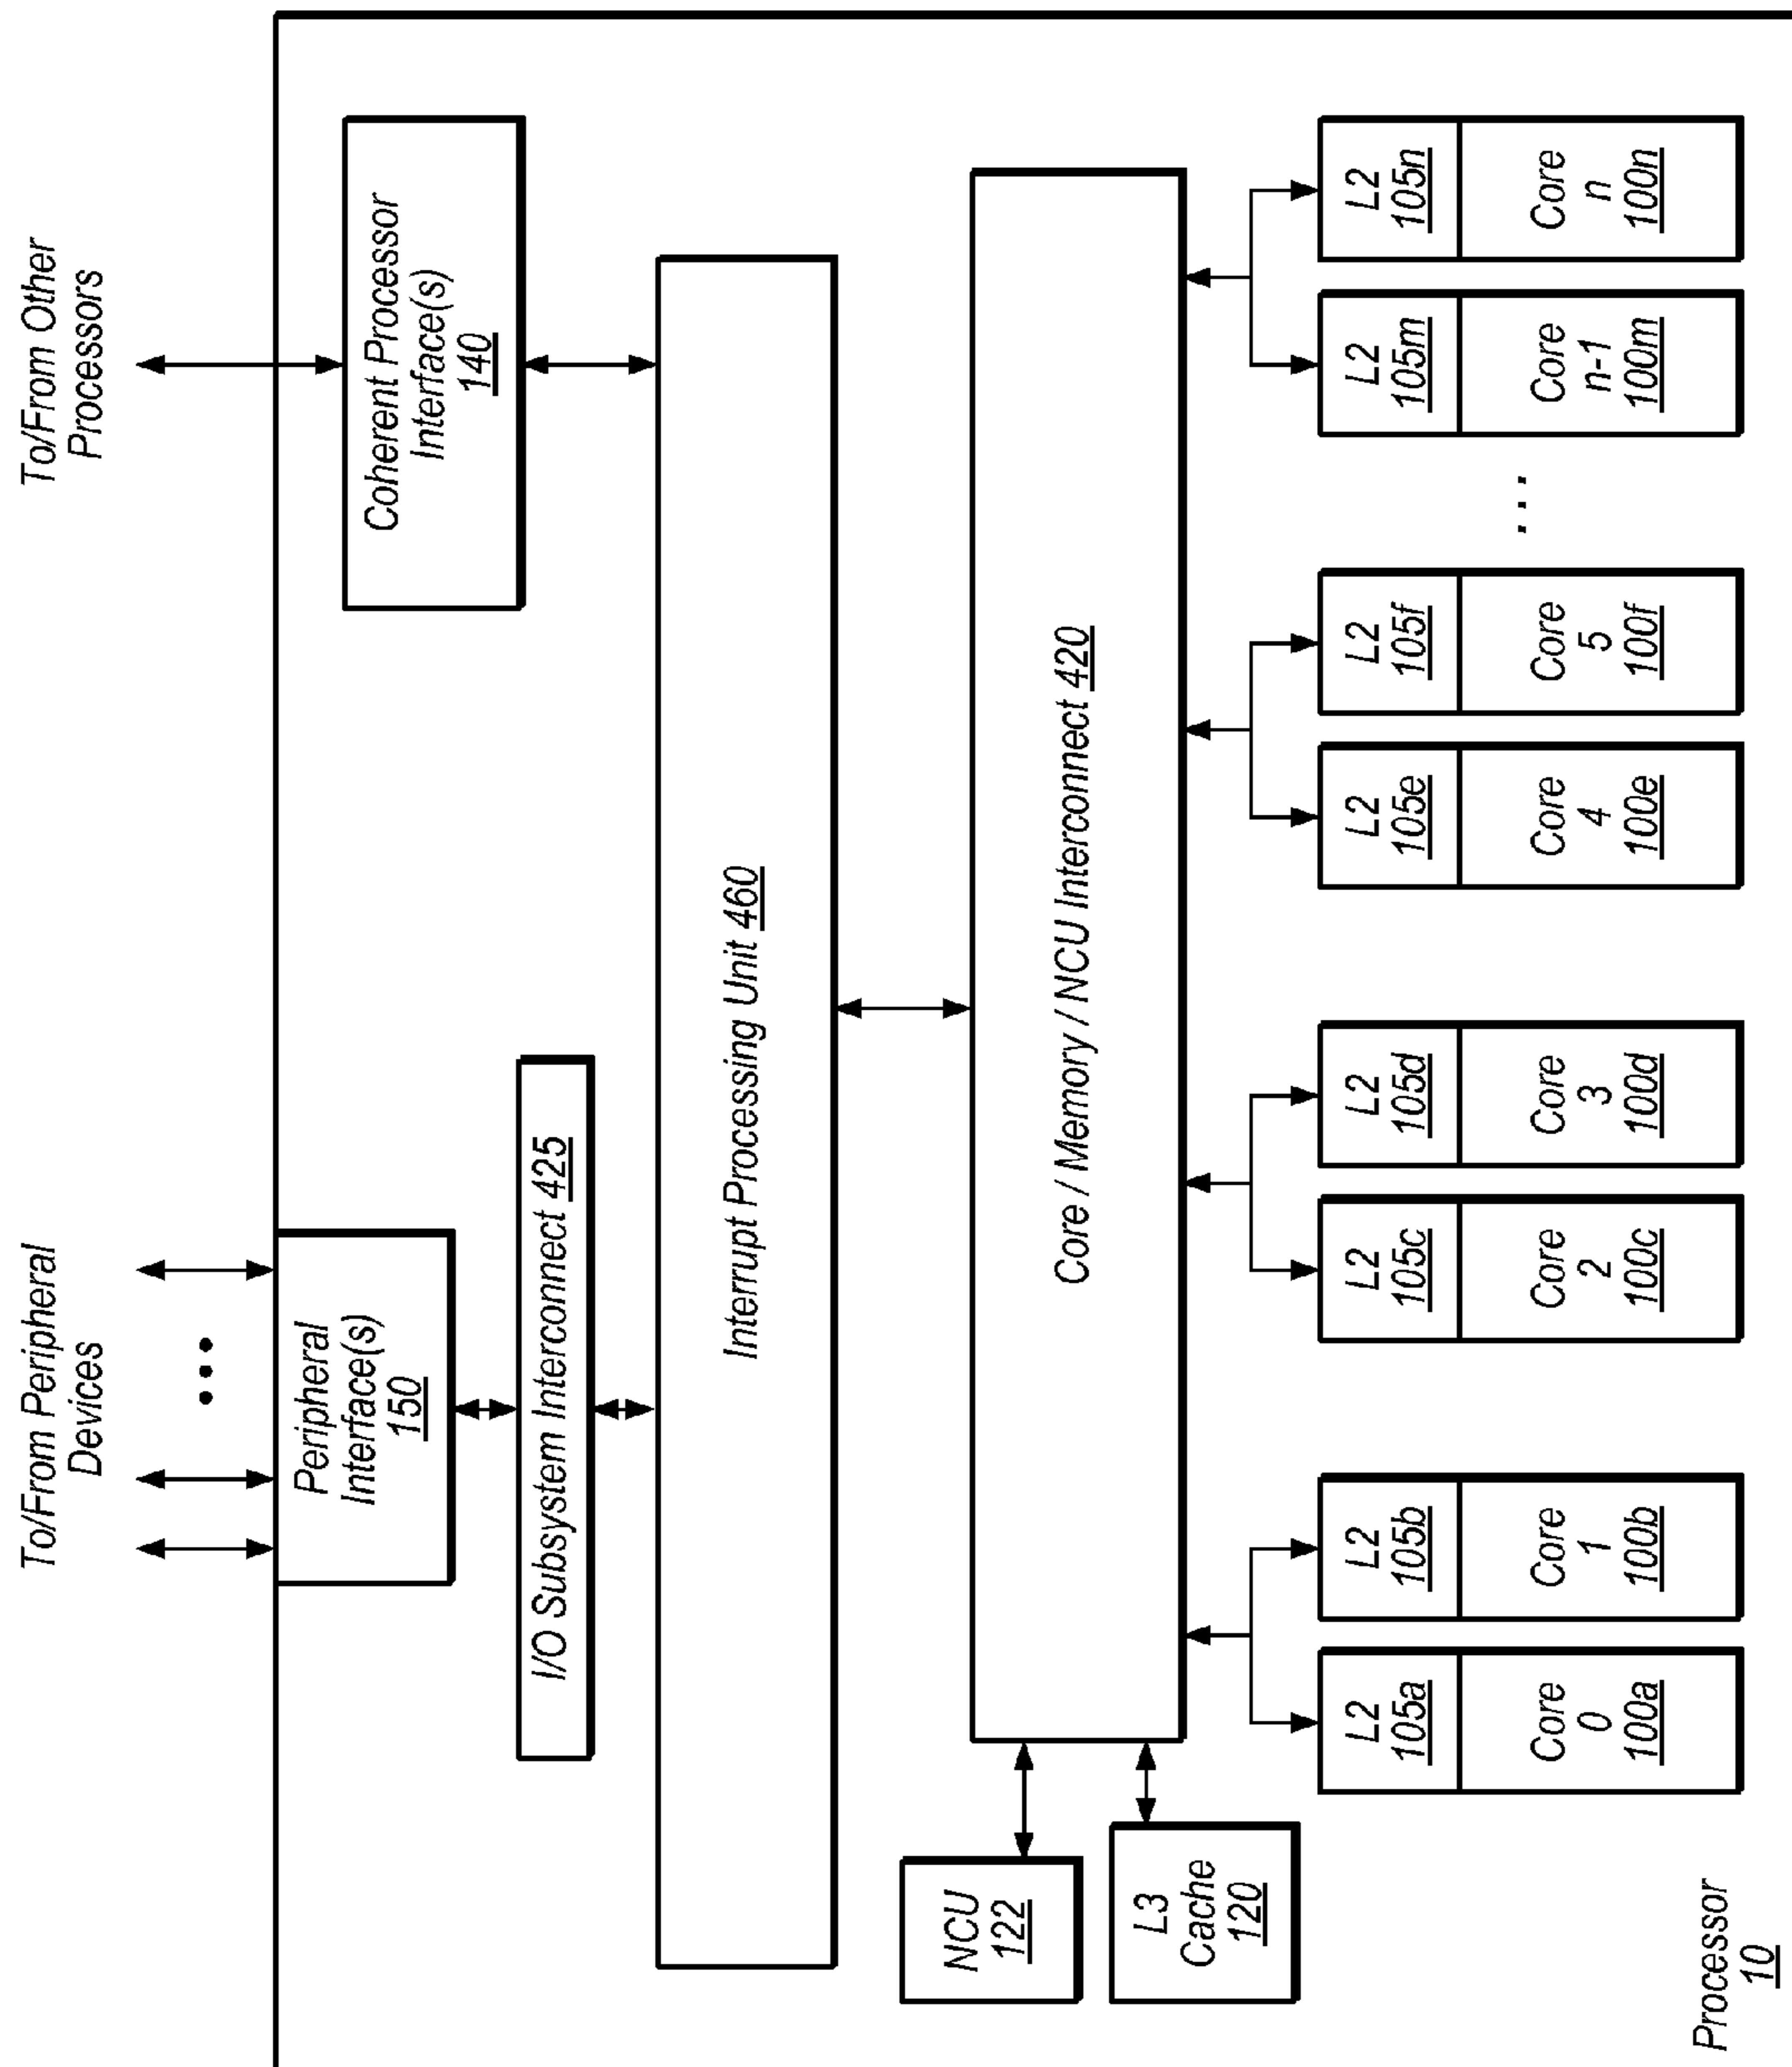 To/From Peripheral
Devices
To/From Other
Processors
Peripheral
Interface(s)
150
Coherent Processor
Interface(s)
140
I/O Subsystem Interconnect 425
Interrupt Processing Unit 460
NCU
122
L3
Cache
120
Core / Memory / NCU Interconnect 420
L2
105a
Core
0
100a
L2
105b
Core
1
100b
L2
105c
Core
2
100c
L2
105d
Core
3
100d
L2
105e
Core
4
100e
L2
105f
Core
5
100f
...
L2
105m
Core
n-1
100m
L2
105n
Core
n
100n
Processor
10